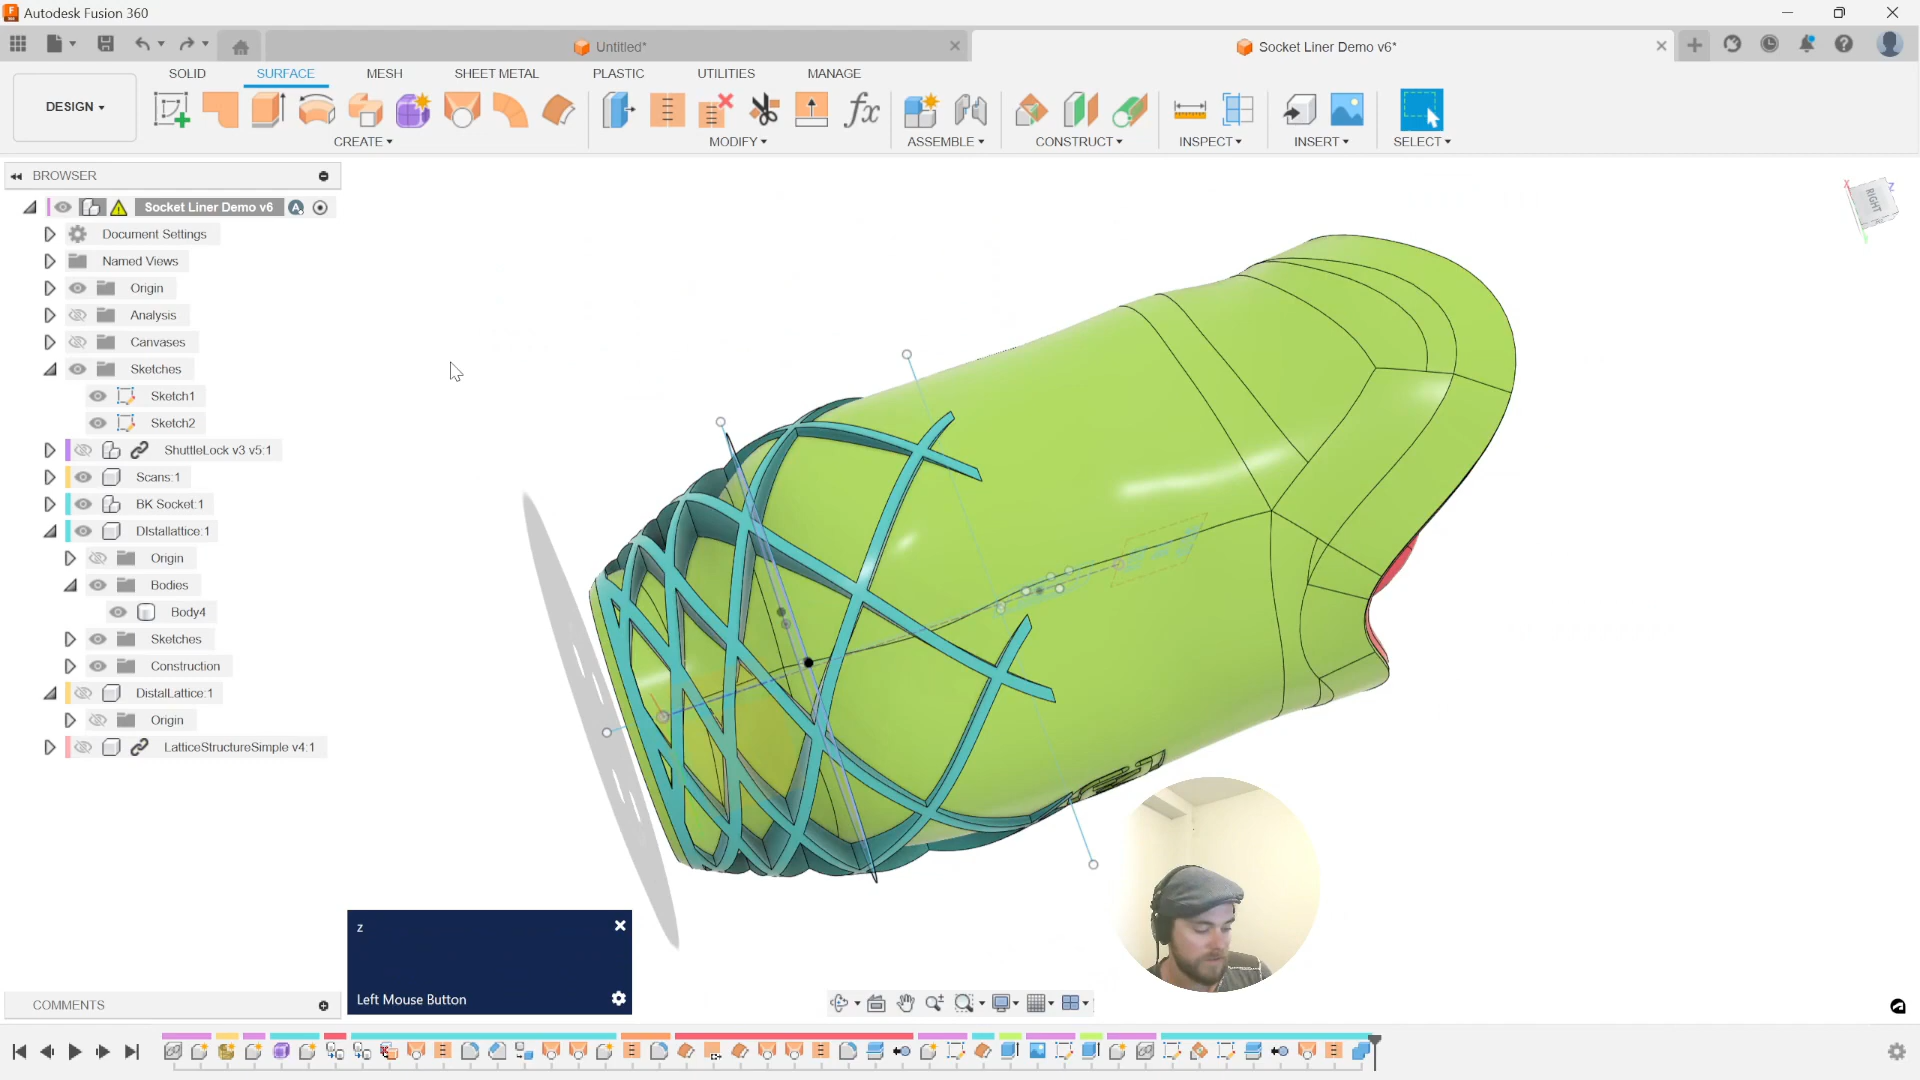 Autodesk Fusion 360
Untitled*
Socket Liner Demo v6*
SOLID
SURFACE
MESH
SHEET METAL
PLASTIC
UTILITIES
MANAGE
DESIGN
CREATE
MODIFY
ASSEMBLE
CONSTRUCT
INSPECT
INSERT
SELECT
BROWSER
Socket Liner Demo v6
Document Settings
Named Views
Origin
Analysis
Canvases
Sketches
Sketch1
Sketch2
ShuttleLock v3 v5:1
Scans:1
BK Socket:1
DIstallattice:1
Origin
Bodies
Body4
Sketches
Construction
DistalLattice:1
Origin
LatticeStructureSimple v4:1
X
Z
RIGHT
z
Left Mouse Button
COMMENTS